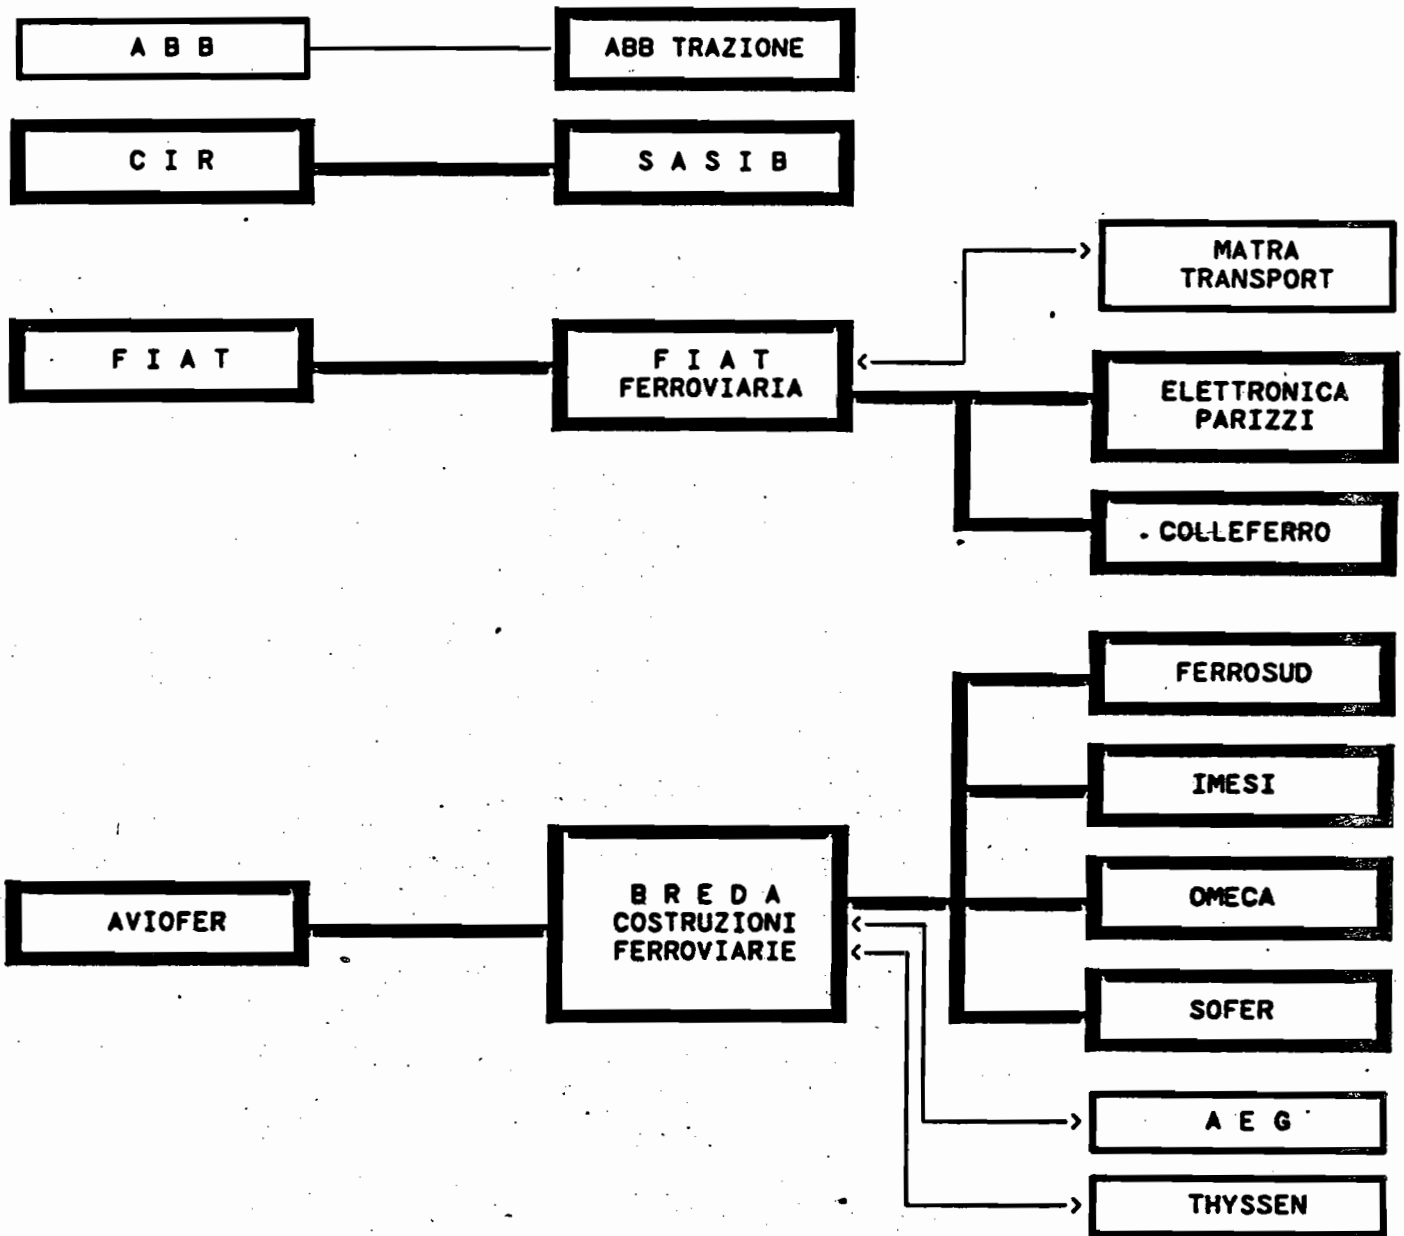 A B B
ABB TRAZIONE
C I R
S A S I B
MATRA
TRANSPORT
F I A T
F I A T
FERROVIARIA
ELETTRONICA
PARIZZI
COLLEFERRO
FERROSUD
IMESI
AVIOFER
B R E D A
COSTRUZIONI
FERROVIARIE
OMECA
SOFER
A E G
THYSSEN